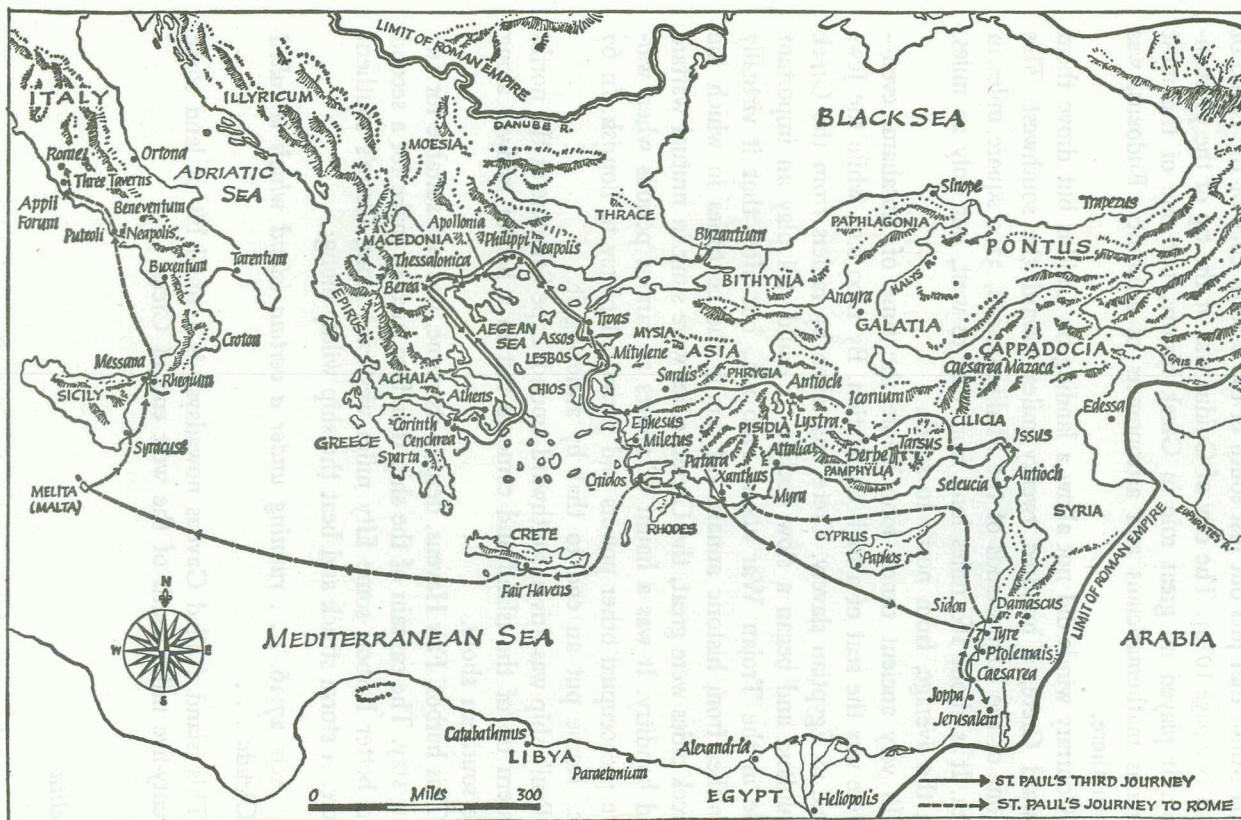 LIMIT OF ROMAN EMPIRE
ITALY
ILLYRICUM
DANUBE R.
BLACK SEA
MOESIA
Rome
Ortona
Three Taverns
ADRIATIC SEA
Appii Forum
Beneventum
Puteoli
Neapolis
Buxentum
Tarentum
Croton
Messana
Rhegium
SICILY
Syracuse
MELITA (MALTA)
THRACE
Apollonia
MACEDONIA
Philippi
Neapolis
Thessalonica
Berea
EPIRUS
AEGEAN SEA
ACHAIA
Athens
Corinth
Cenchrea
GREECE
Sparta
Byzantium
Sinope
PAPHLAGONIA
Trapezus
PONTUS
BITHYNIA
HALYS R.
Ancyra
GALATIA
Troas
Assos
MYSIA
LESBOS
Mitylene
ASIA
CHIOS
Sardis
PHRYGIA
Antioch
CAPPADOCIA
Caesarea Mazaca
Iconium
Edessa
Ephesus
Miletus
PISIDIA
Lystra
CILICIA
Derbe
Tarsus
Issus
Patara
Attalia
Xanthus
PAMPHYLIA
Seleucia
Antioch
Cnidos
Myra
SYRIA
RHODES
CYPRUS
Paphos
EUPHRATES R.
CRETE
Fair Havens
Sidon
Damascus
Tyre
Ptolemais
Caesarea
Joppa
Jerusalem
LIMIT OF ROMAN EMPIRE
ARABIA
N
W E
S
MEDITERRANEAN SEA
Catabathmus
LIBYA
Paraetonium
Alexandria
EGYPT
Heliopolis
0 Miles 300
ST. PAUL'S THIRD JOURNEY
ST. PAUL'S JOURNEY TO ROME